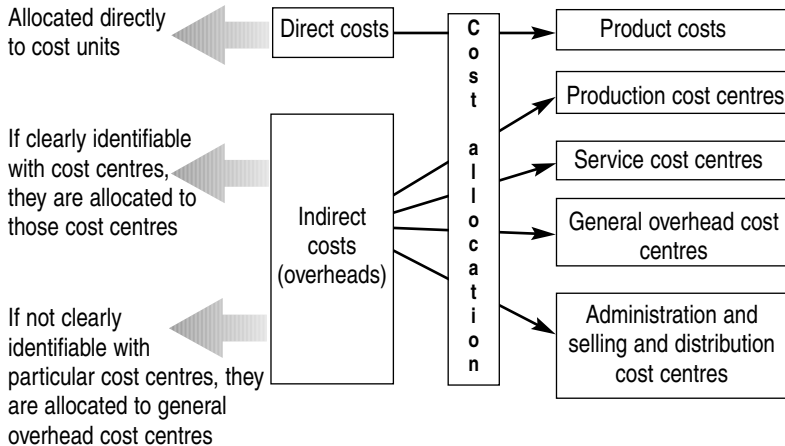 Allocated directly
to cost units
Direct costs
Cost allocation
Product costs
Production cost centres
If clearly identifiable
with cost centres,
they are allocated to
those cost centres
Service cost centres
Indirect
costs
(overheads)
General overhead cost
centres
If not clearly
identifiable with
particular cost centres, they
are allocated to general
overhead cost centres
Administration and
selling and distribution
cost centres